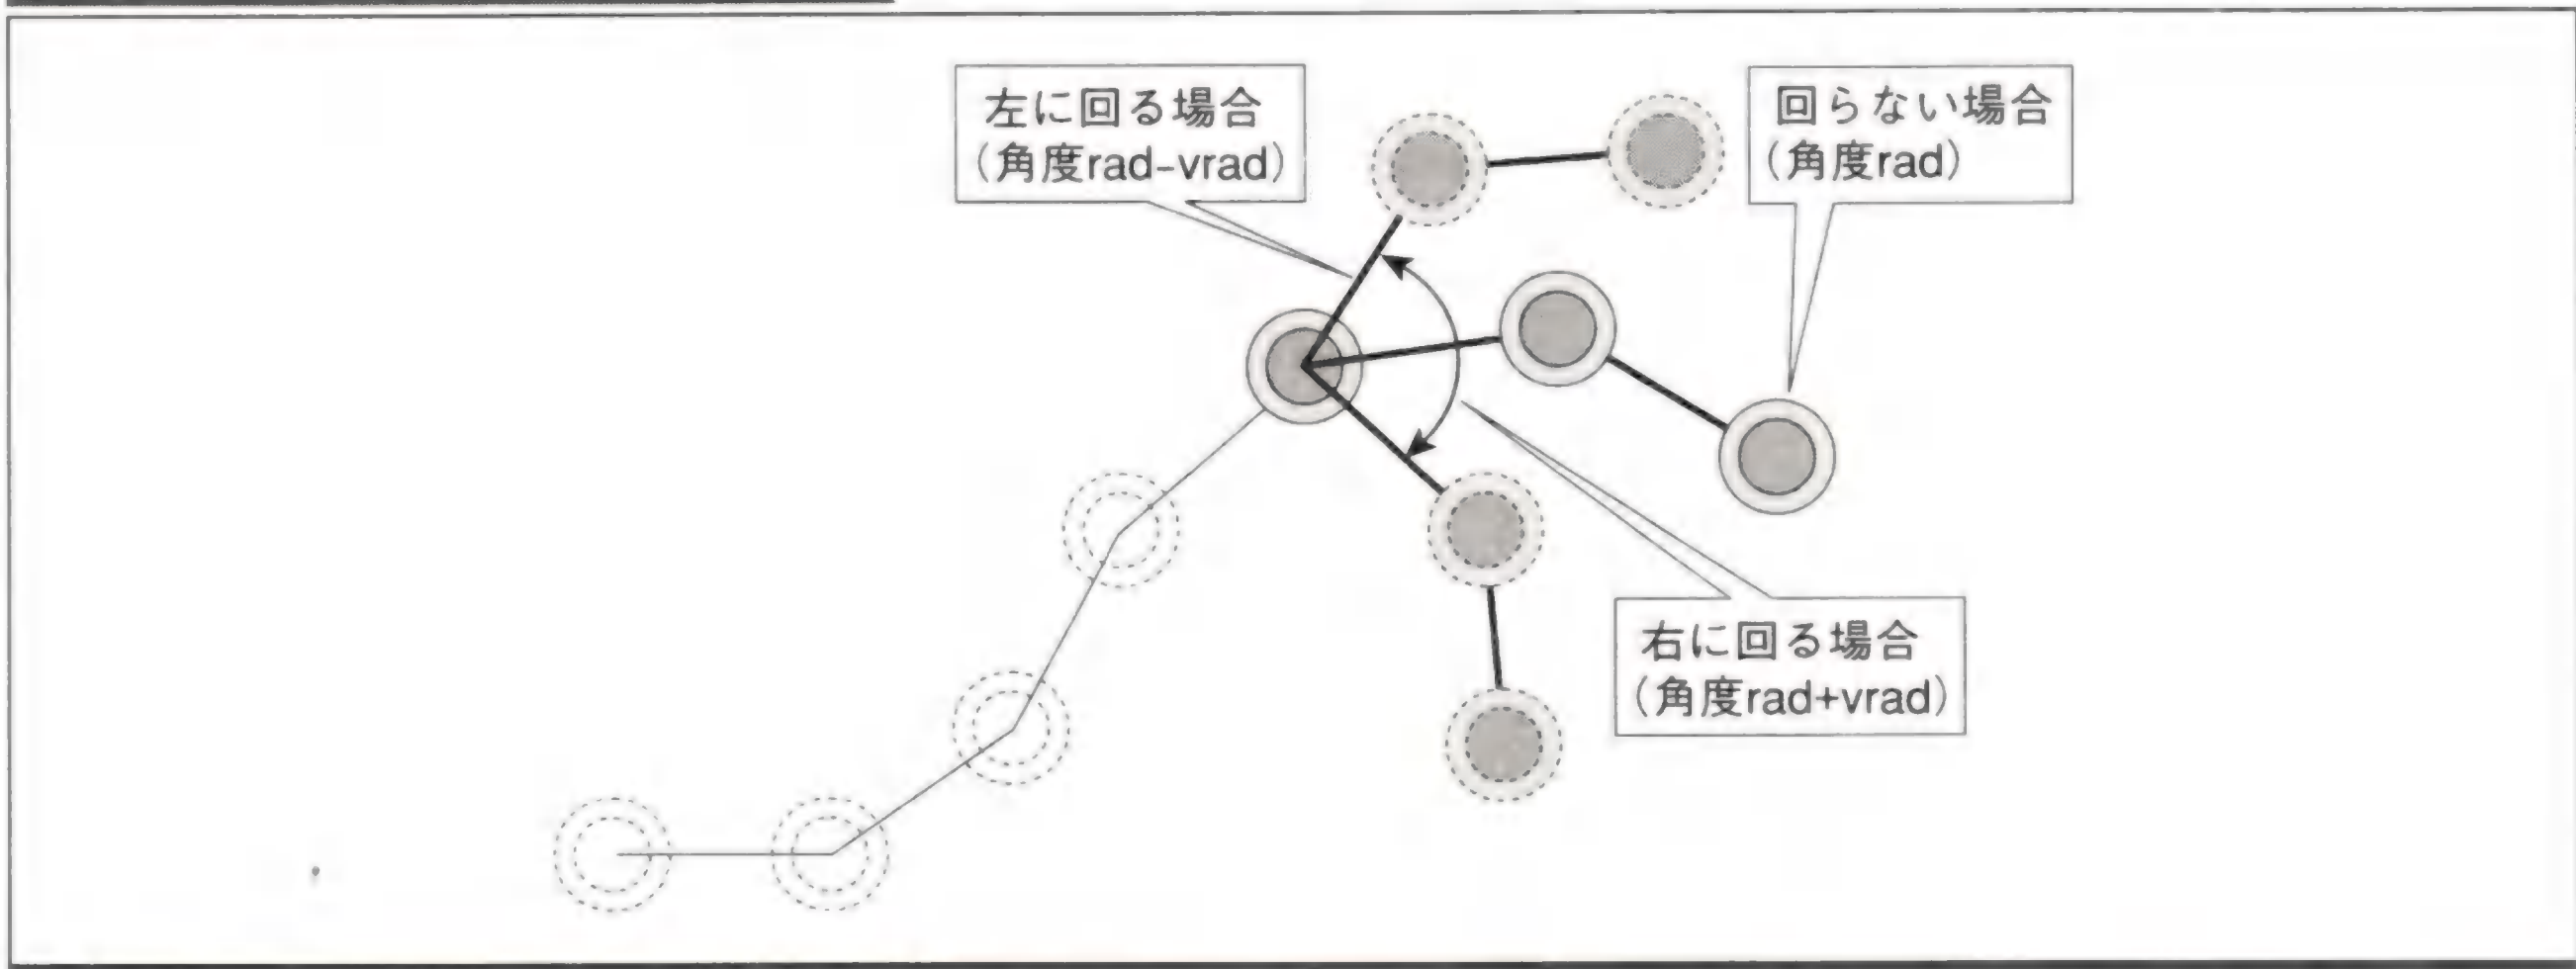 左に回る場合
（角度rad−vrad）
回らない場合
（角度rad）
右に回る場合
（角度rad+vrad）